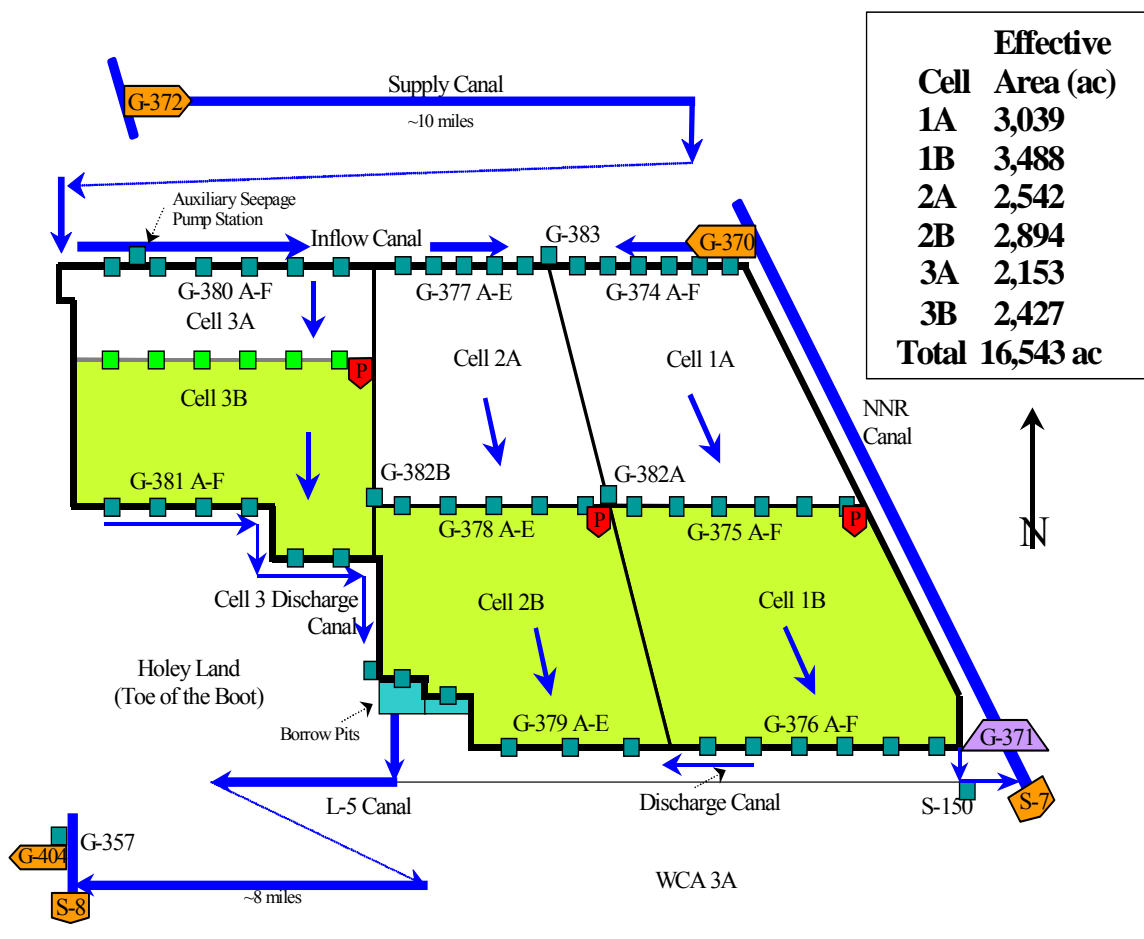 Effective
Cell Area (ac)
1A 3,039
1B 3,488
2A 2,542
2B 2,894
3A 2,153
3B 2,427
Total 16,543 ac
G-372
Supply Canal
~10 miles
Auxiliary Seepage
Pump Station
Inflow Canal
G-383
G-370
G-380 A-F
G-377 A-E
G-374 A-F
Cell 3A
Cell 2A
Cell 1A
P
Cell 3B
NNR
Canal
G-381 A-F
G-382B
G-382A
G-378 A-E
P
G-375 A-F
P
N
Cell 3 Discharge
Canal
Cell 2B
Cell 1B
Holey Land
(Toe of the Boot)
Borrow Pits
G-379 A-E
G-376 A-F
G-371
L-5 Canal
Discharge Canal
S-150
S-7
G-357
G-404
S-8
~8 miles
WCA 3A